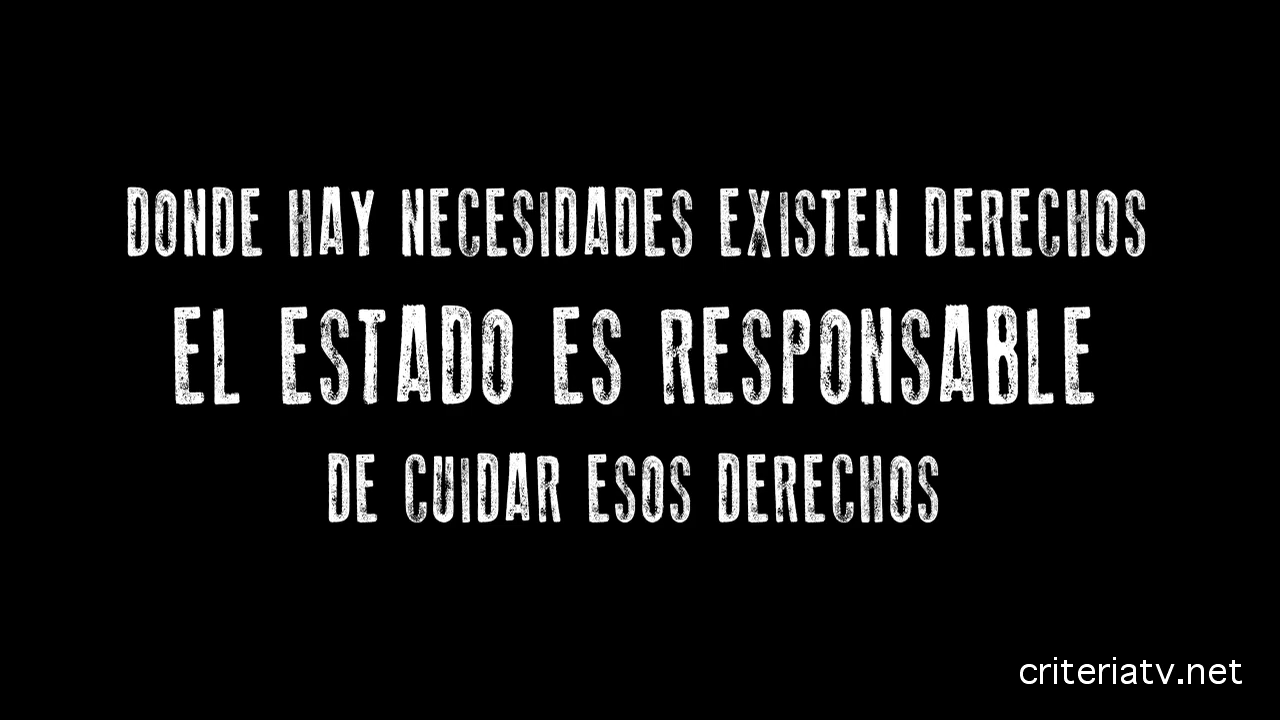 DONDE HAY NECESIDADES EXISTEN DERECHOS
EL ESTADO ES RESPONSABLE
DE CUIDAR ESOS DERECHOS
criteriatv.net